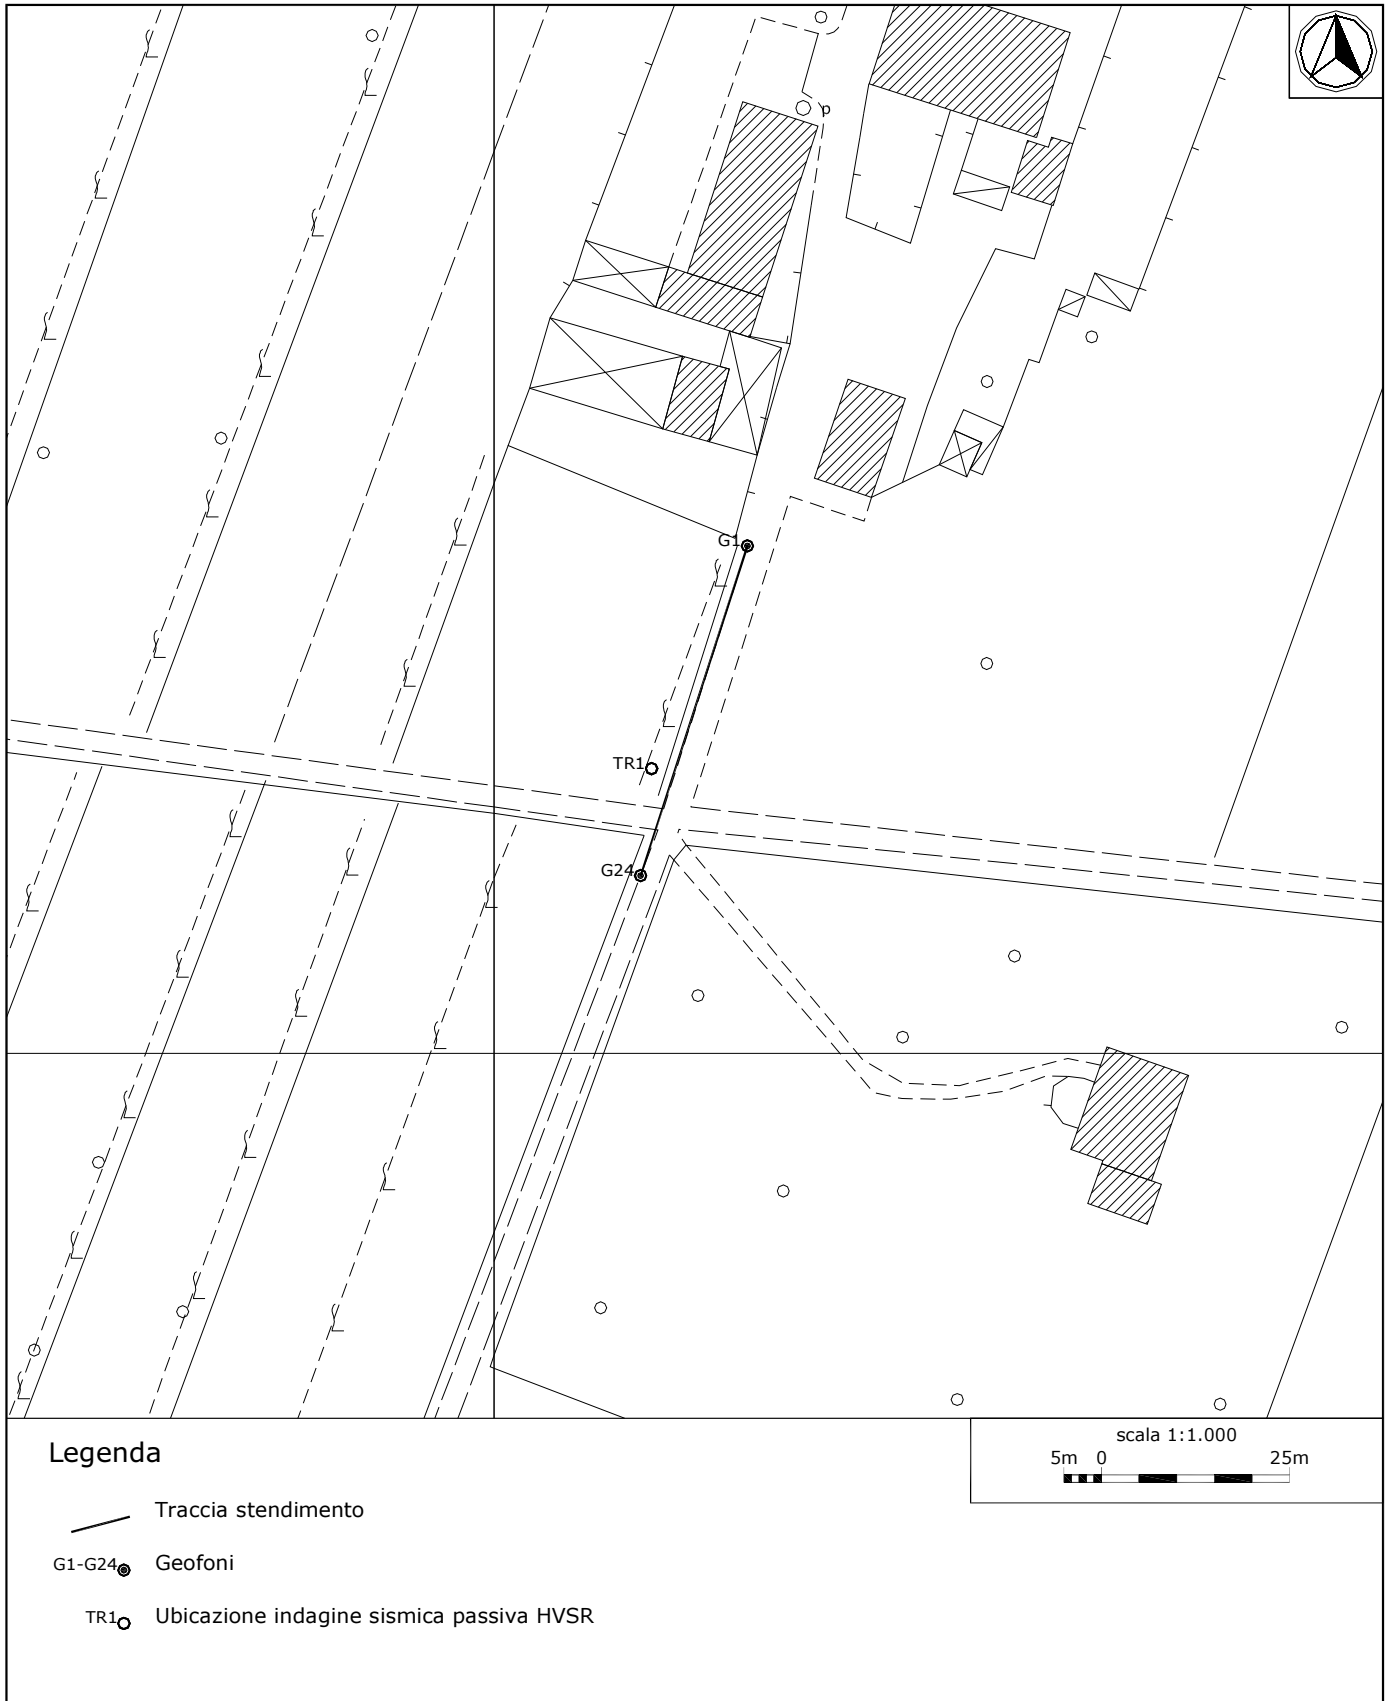 p
G1
TR1
G24
Legenda
Traccia stendimento
G1-G24 Geofoni
TR1 Ubicazione indagine sismica passiva HVSR
scala 1:1.000
5m 0 25m